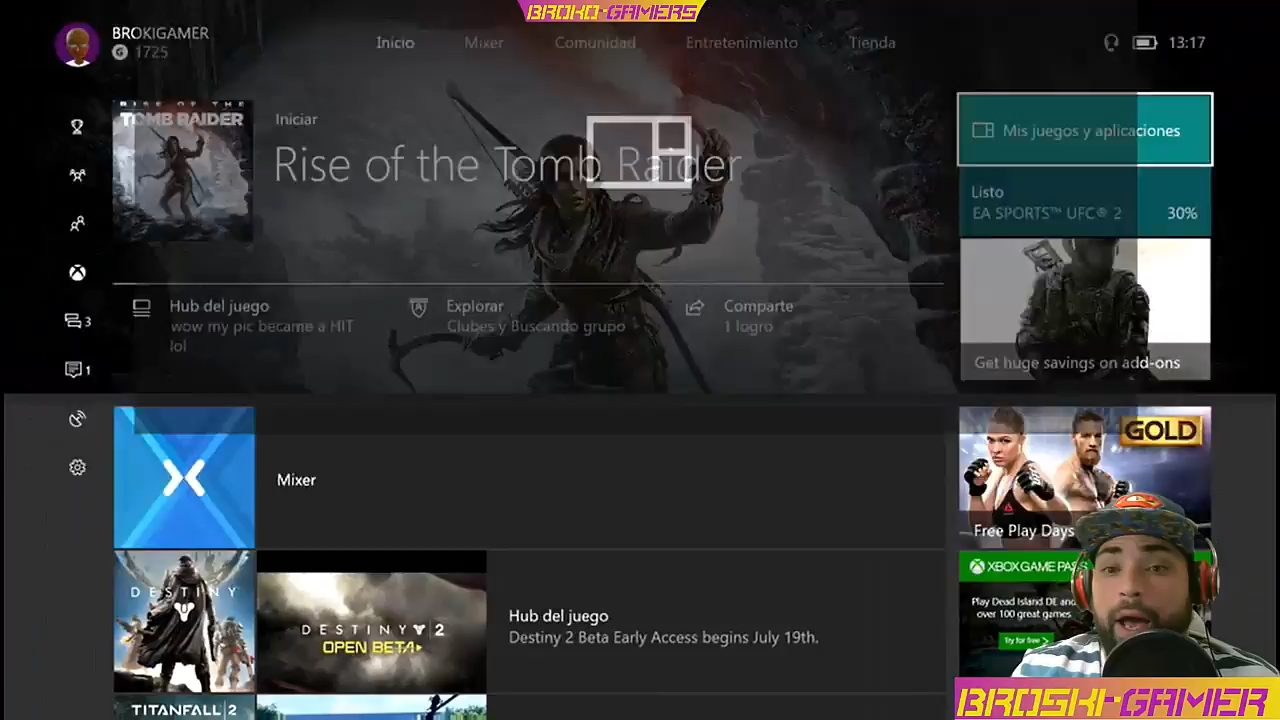 BROKO-GAMERS
BROKIGAMER
1725
Inicio
Mixer
Comunidad
Entretenimiento
Tienda
13:17
RISE OF THE
TOMB RAIDER
Iniciar
Rise of the Tomb Raider
Mis juegos y aplicaciones
Listo
EA SPORTS™ UFC® 2
30%
Hub del juego
wow my pic became a HIT
lol
Explorar
Clubes y Buscando grupo
Comparte
1 logro
3
1
Get huge savings on add-ons
Mixer
GOLD
Free Play Days
DESTINY
DESTINY 2
OPEN BETA
Hub del juego
Destiny 2 Beta Early Access begins July 19th.
XBOX GAME PASS
Play Dead Island DE and
over 100 great games
Try for free >
TITANFALL 2
BROSKI-GAMER